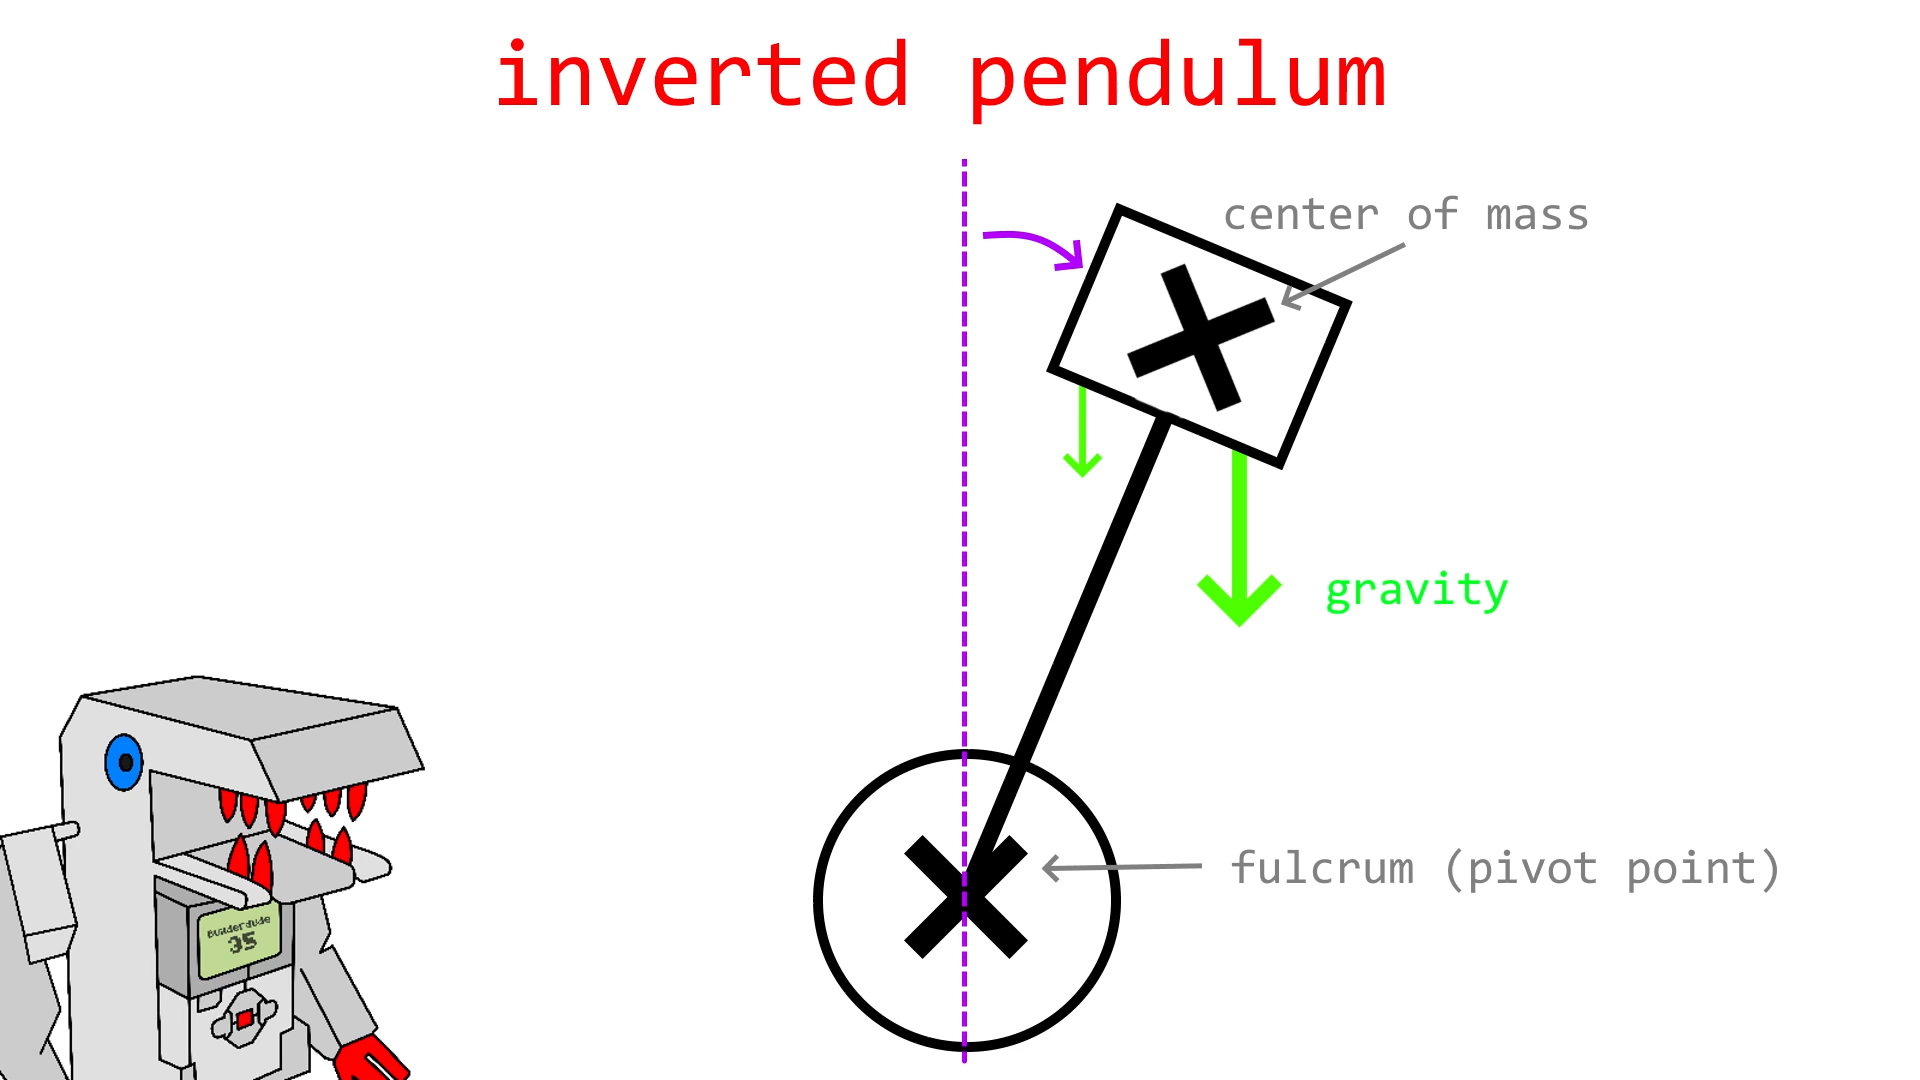 inverted pendulum
center of mass
gravity
fulcrum (pivot point)
Builderdude
35